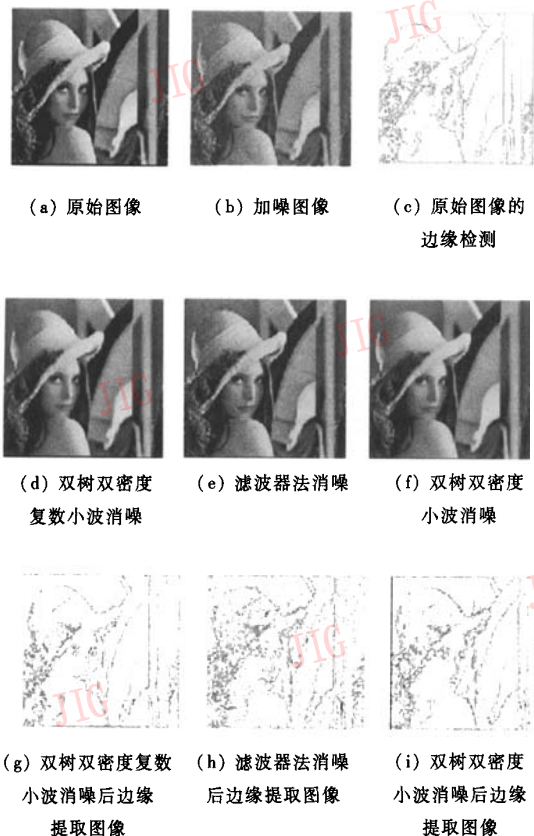 JIG
JIG
(a) 原始图像
(b) 加噪图像
(c) 原始图像的
边缘检测
JIG
JIG
(d) 双树双密度
复数小波消噪
(e) 滤波器法消噪
(f) 双树双密度
小波消噪
JIG
JIG
(g) 双树双密度复数
小波消噪后边缘
提取图像
(h) 滤波器法消噪
后边缘提取图像
(i) 双树双密度
小波消噪后边缘
提取图像